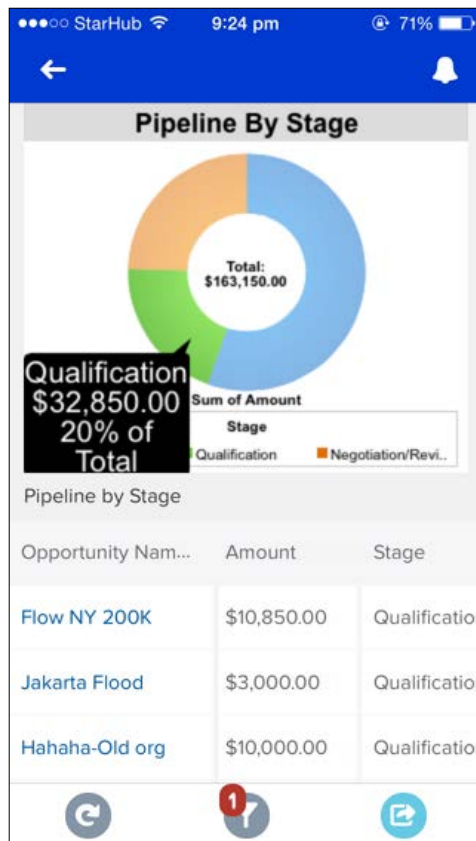 StarHub 9:24 pm 71%
Pipeline By Stage
Total:
$163,150.00
Qualification
$32,850.00
20% of
Total
Sum of Amount
Stage
Qualification Negotiation/Revi..
Pipeline by Stage
Opportunity Nam... Amount Stage
Flow NY 200K $10,850.00 Qualificatio
Jakarta Flood $3,000.00 Qualificatio
Hahaha-Old org $10,000.00 Qualificatio
1